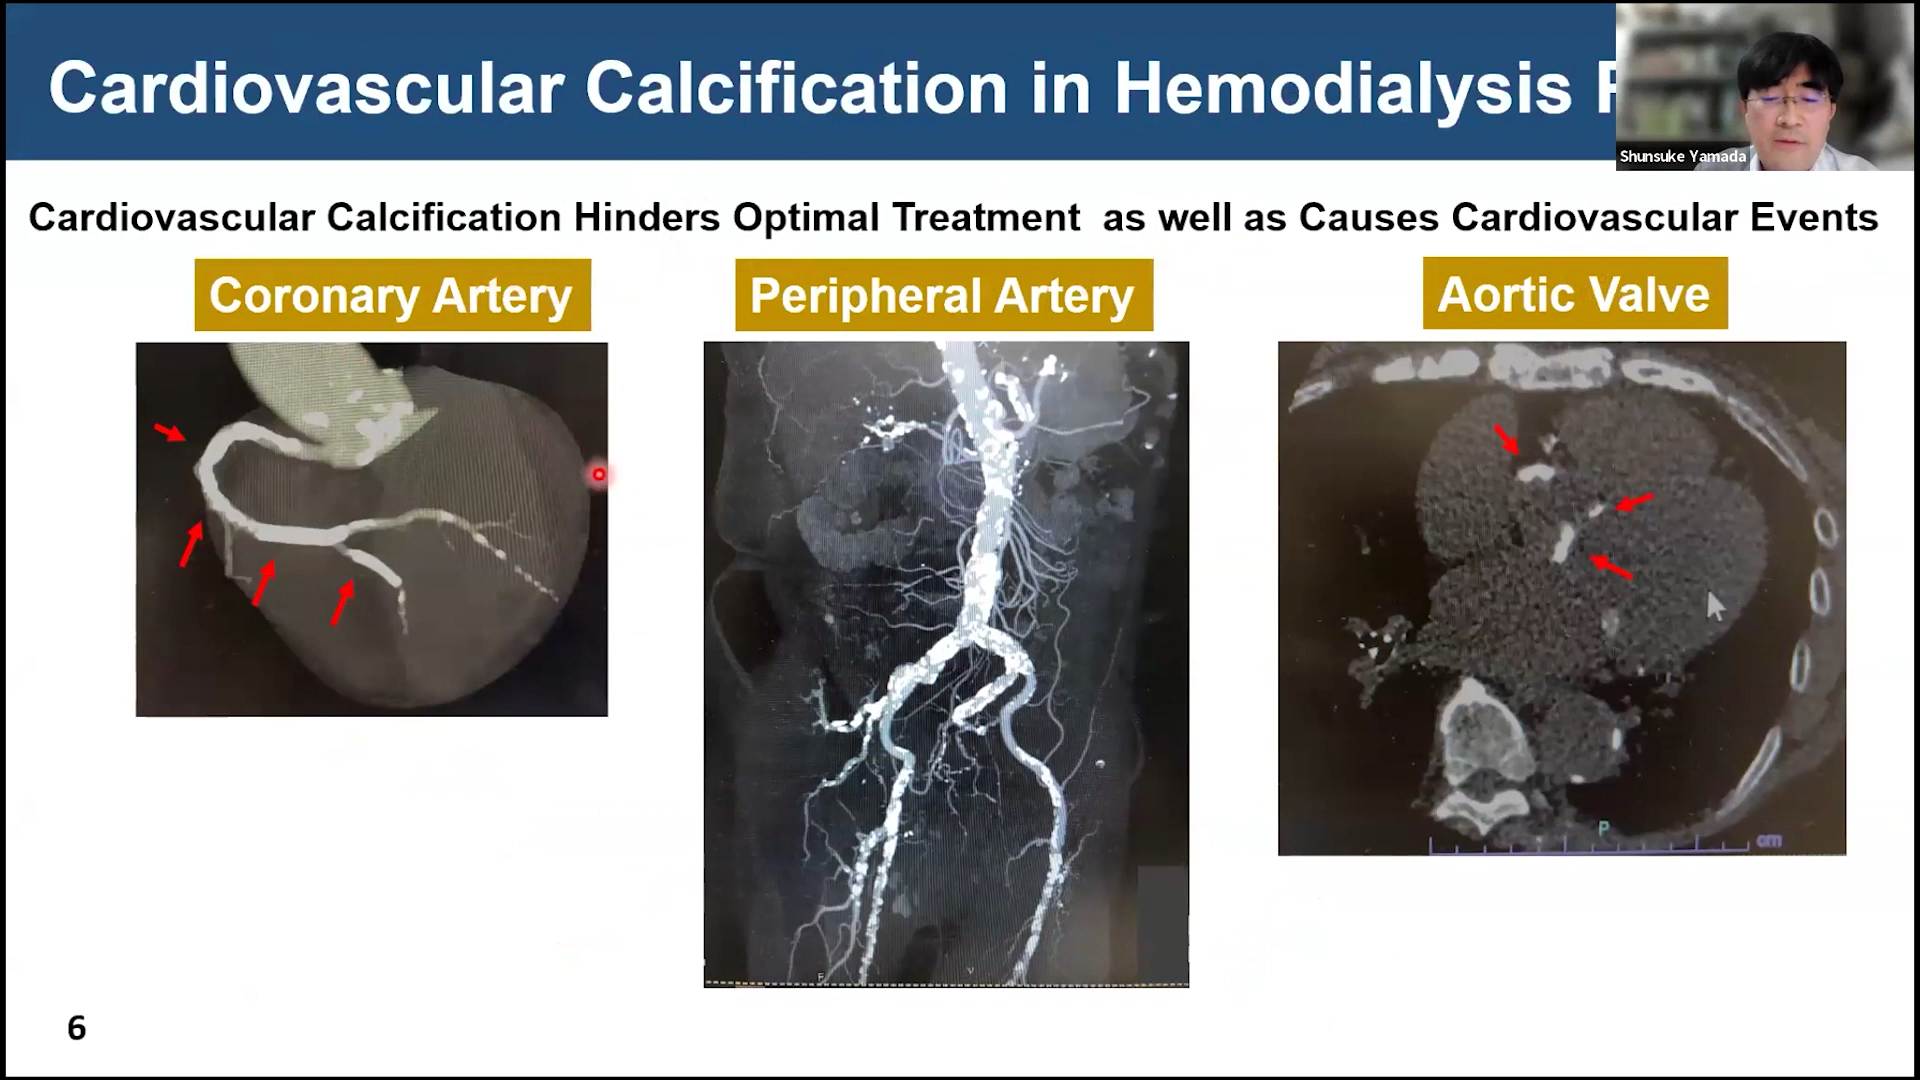 Cardiovascular Calcification in Hemodialysis
Shunsuke Yamada
Cardiovascular Calcification Hinders Optimal Treatment as well as Causes Cardiovascular Events
Coronary Artery
Peripheral Artery
Aortic Valve
P
cm
F
6